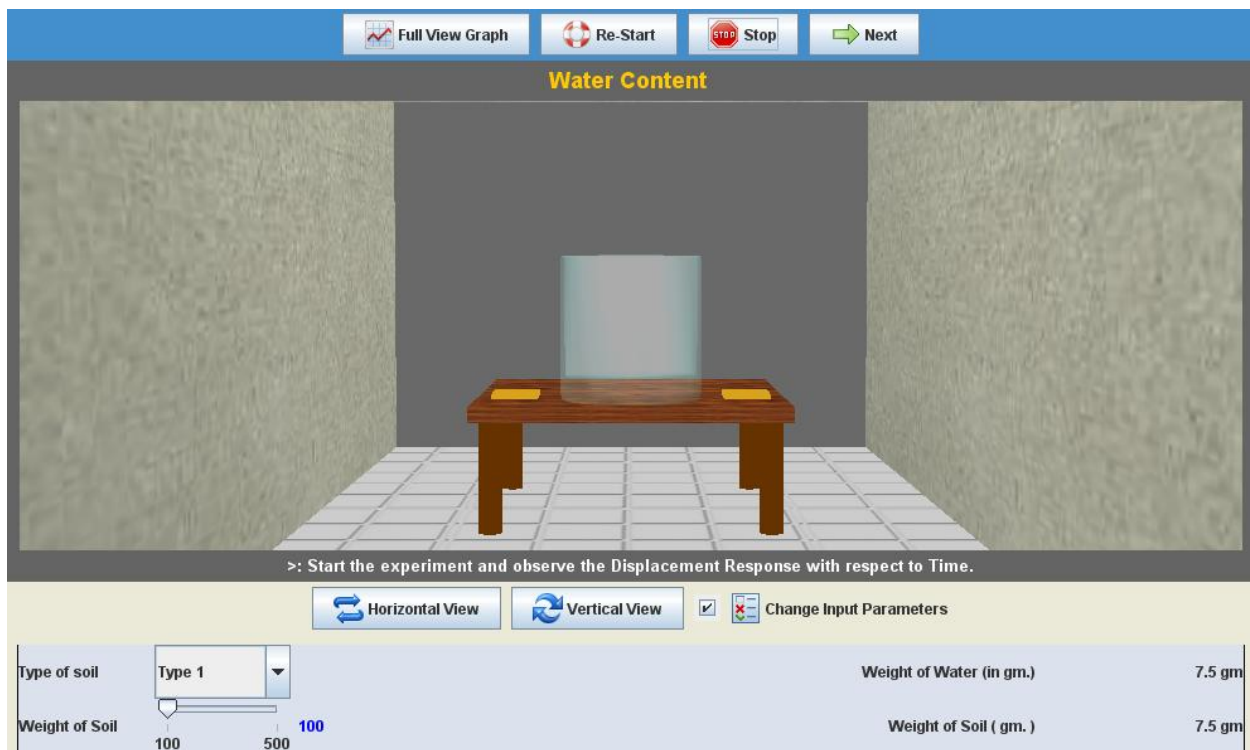 Full View Graph Re-Start STOP Stop Next
Water Content
>: Start the experiment and observe the Displacement Response with respect to Time.
Horizontal View Vertical View Change Input Parameters
Type of soil Type 1 Weight of Water (in gm.) 7.5 gm
Weight of Soil 100 Weight of Soil ( gm. ) 7.5 gm
100 500